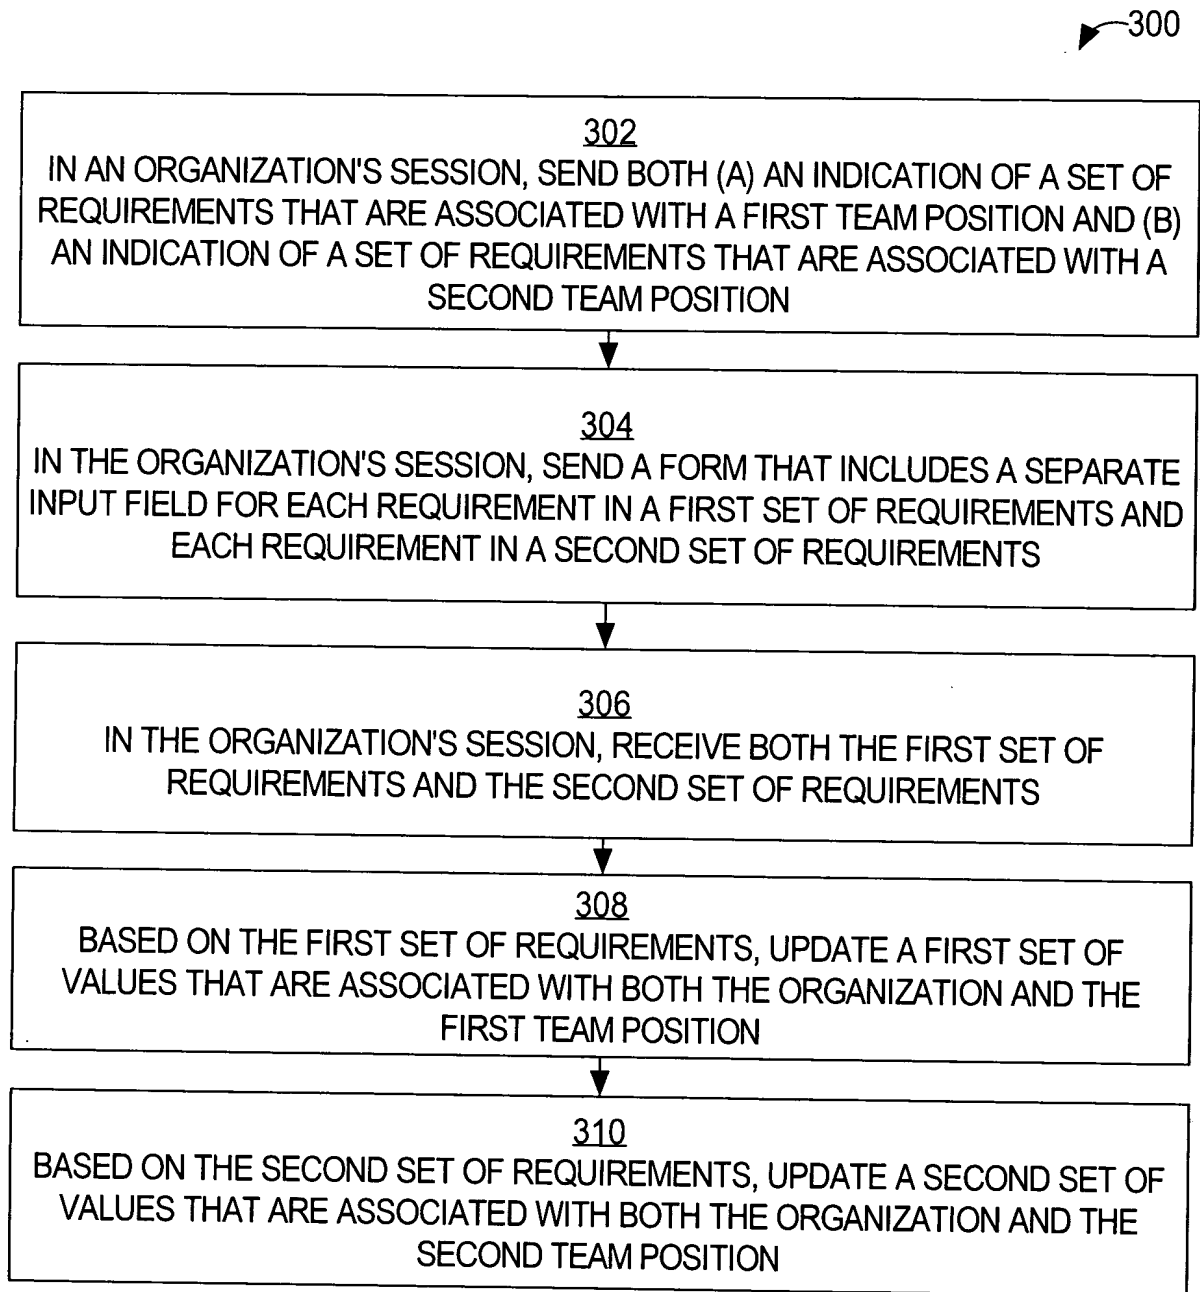 300
302
IN AN ORGANIZATION'S SESSION, SEND BOTH (A) AN INDICATION OF A SET OF
REQUIREMENTS THAT ARE ASSOCIATED WITH A FIRST TEAM POSITION AND (B)
AN INDICATION OF A SET OF REQUIREMENTS THAT ARE ASSOCIATED WITH A
SECOND TEAM POSITION
304
IN THE ORGANIZATION'S SESSION, SEND A FORM THAT INCLUDES A SEPARATE
INPUT FIELD FOR EACH REQUIREMENT IN A FIRST SET OF REQUIREMENTS AND
EACH REQUIREMENT IN A SECOND SET OF REQUIREMENTS
306
IN THE ORGANIZATION'S SESSION, RECEIVE BOTH THE FIRST SET OF
REQUIREMENTS AND THE SECOND SET OF REQUIREMENTS
308
BASED ON THE FIRST SET OF REQUIREMENTS, UPDATE A FIRST SET OF
VALUES THAT ARE ASSOCIATED WITH BOTH THE ORGANIZATION AND THE
FIRST TEAM POSITION
310
BASED ON THE SECOND SET OF REQUIREMENTS, UPDATE A SECOND SET OF
VALUES THAT ARE ASSOCIATED WITH BOTH THE ORGANIZATION AND THE
SECOND TEAM POSITION